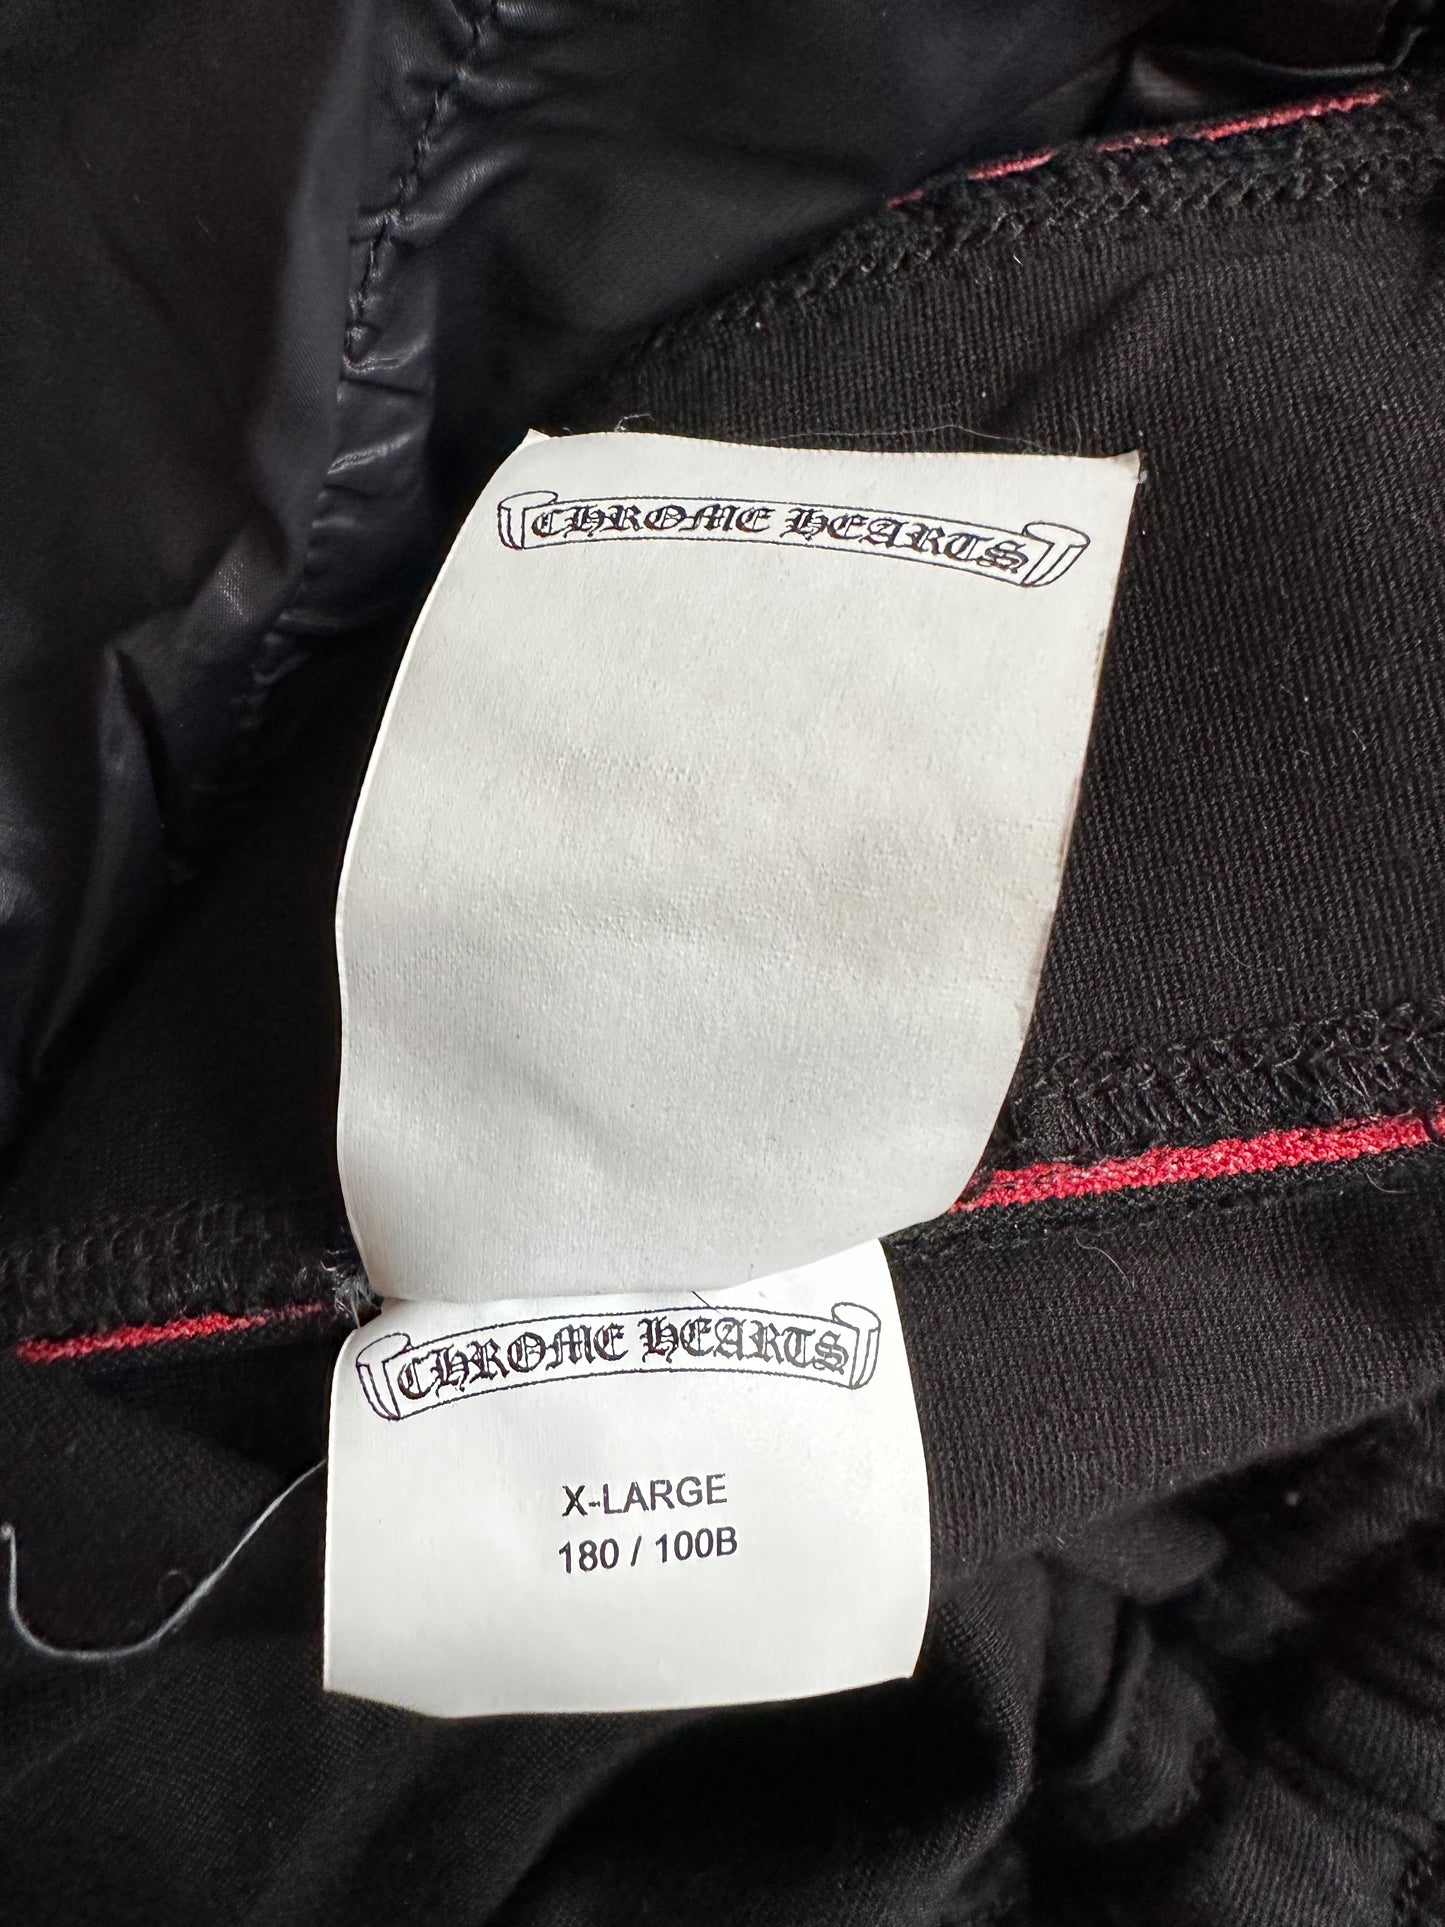 CHROME HEARTS
CHROME HEARTS
X-LARGE
180 / 100B